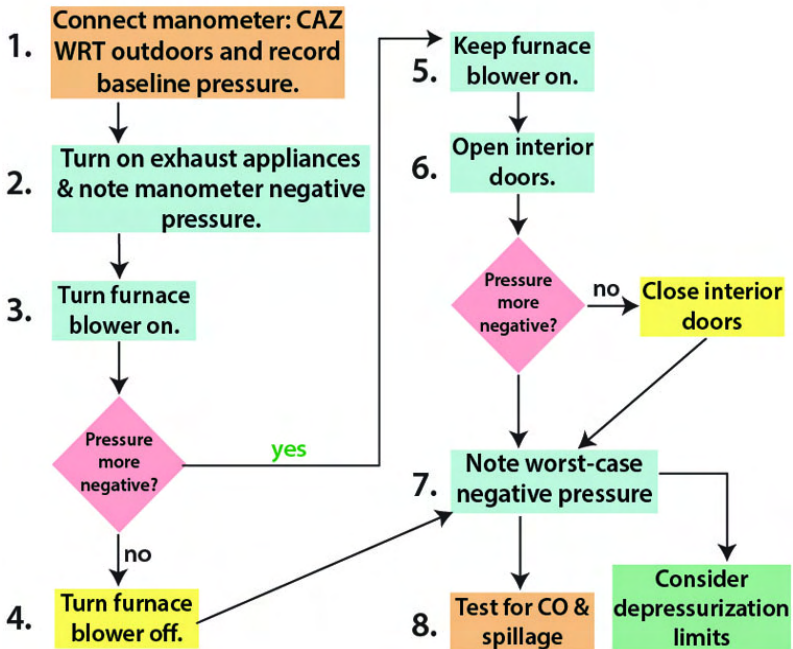 1.
Connect manometer: CAZ
WRT outdoors and record
baseline pressure.
2.
Turn on exhaust appliances
& note manometer negative
pressure.
3.
Turn furnace
blower on.
Pressure
more
negative?
yes
no
4.
Turn furnace
blower off.
5.
Keep furnace
blower on.
6.
Open interior
doors.
Pressure
more
negative?
no
Close interior
doors
7.
Note worst-case
negative pressure
8.
Test for CO &
spillage
Consider
depressurization
limits